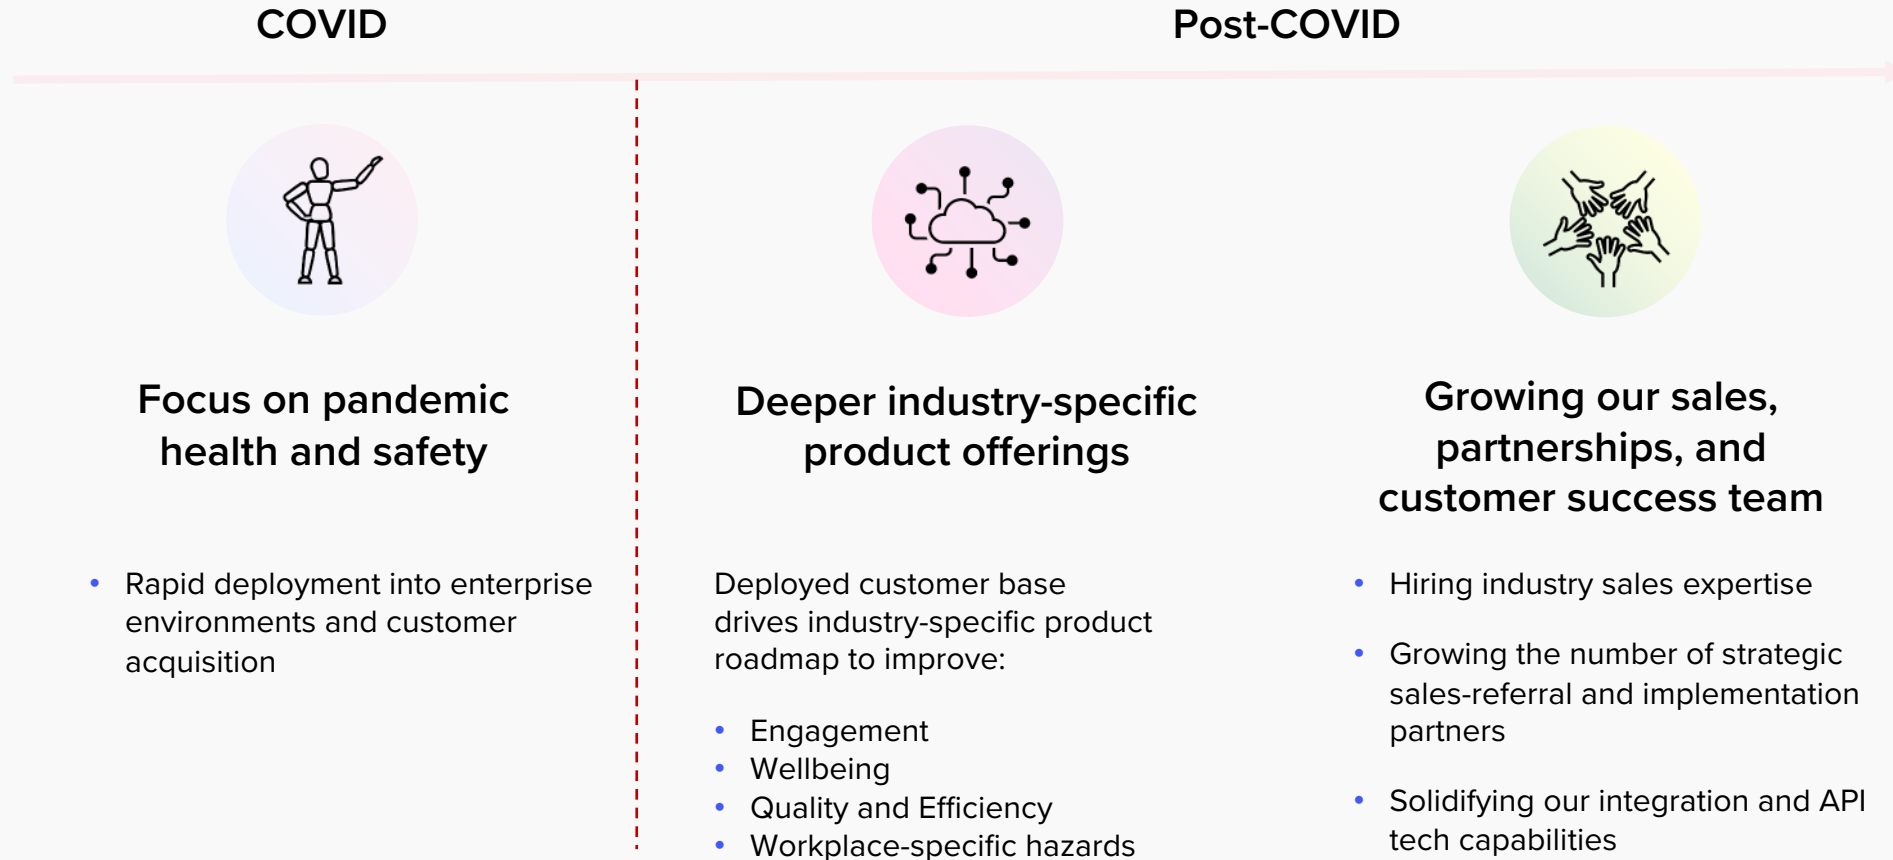 COVID
Post-COVID
Focus on pandemic
health and safety
• Rapid deployment into enterprise
environments and customer
acquisition
Deeper industry-specific
product offerings
Deployed customer base
drives industry-specific product
roadmap to improve:
• Engagement
• Wellbeing
• Quality and Efficiency
• Workplace-specific hazards
Growing our sales,
partnerships, and
customer success team
• Hiring industry sales expertise
• Growing the number of strategic
sales-referral and implementation
partners
• Solidifying our integration and API
tech capabilities